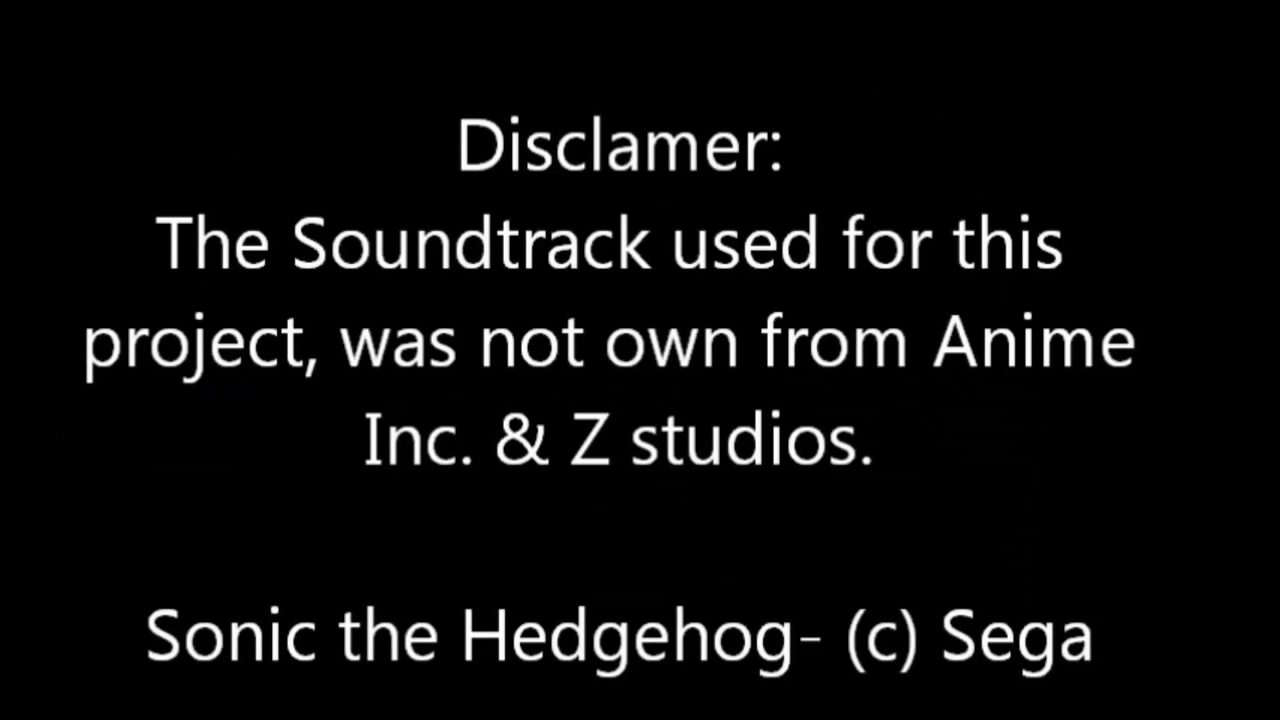 Disclamer:
The Soundtrack used for this
project, was not own from Anime
Inc. & Z studios.
Sonic the Hedgehog- (c) Sega